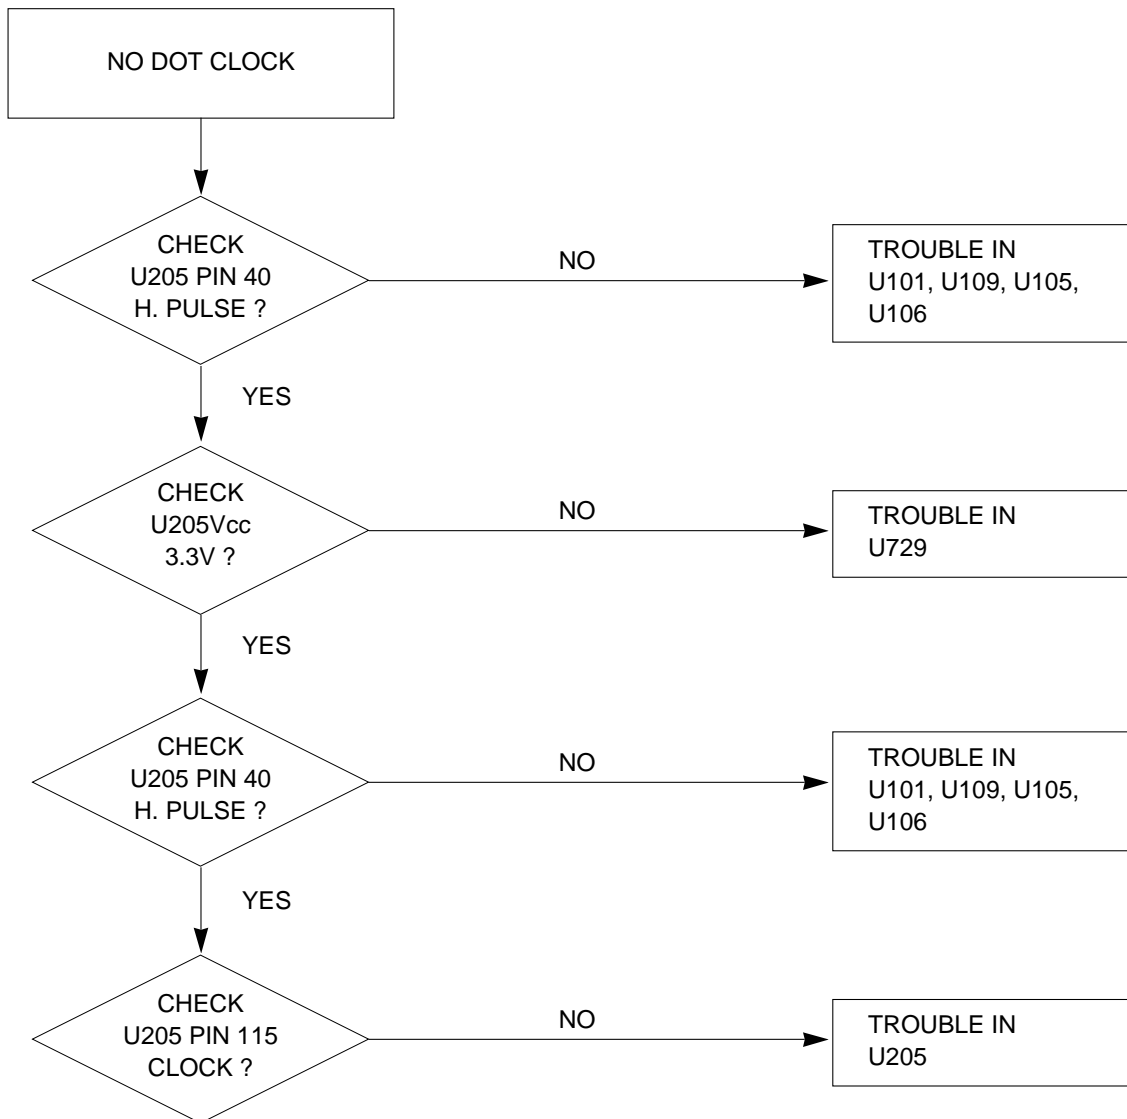 NO DOT CLOCK
CHECK
U205 PIN 40
H. PULSE ?
NO
TROUBLE IN
U101, U109, U105,
U106
YES
CHECK
U205Vcc
3.3V ?
NO
TROUBLE IN
U729
YES
CHECK
U205 PIN 40
H. PULSE ?
NO
TROUBLE IN
U101, U109, U105,
U106
YES
CHECK
U205 PIN 115
CLOCK ?
NO
TROUBLE IN
U205